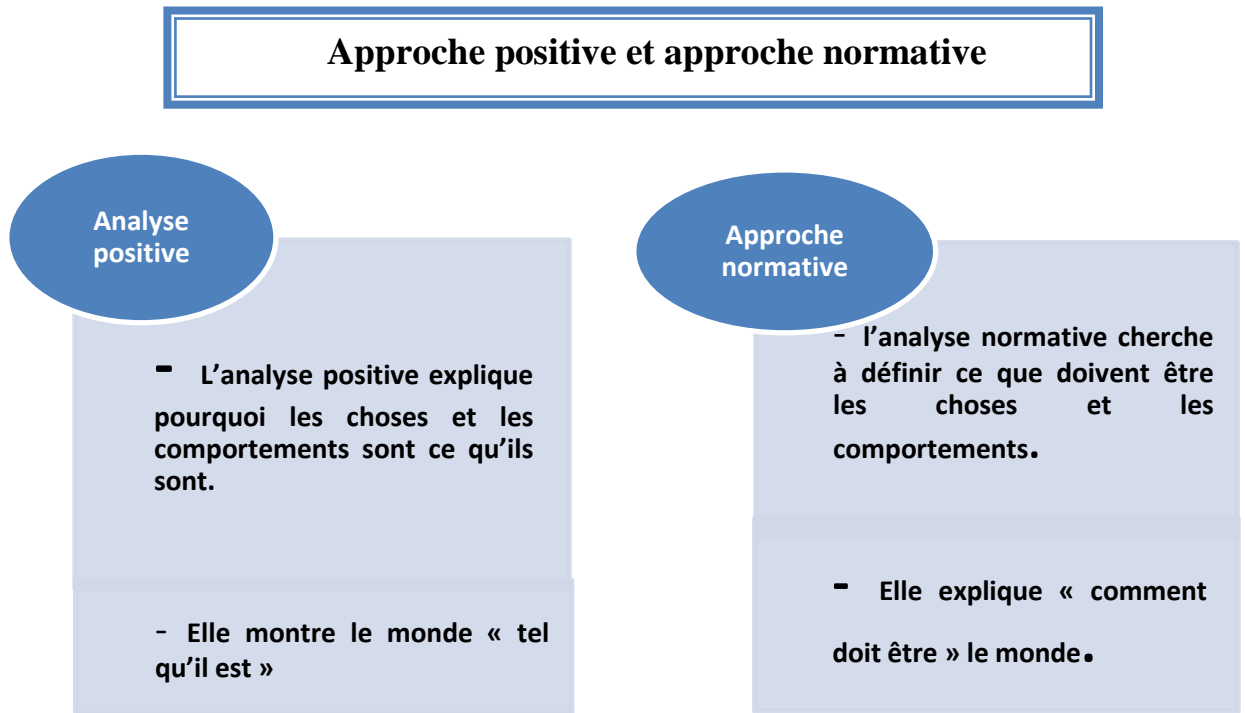 Approche positive et approche normative
Analyse
positive
- L’analyse positive explique
pourquoi les choses et les
comportements sont ce qu’ils
sont.
- Elle montre le monde « tel
qu’il est »
Approche
normative
- l’analyse normative cherche
à définir ce que doivent être
les choses et les
comportements.
- Elle explique « comment
doit être » le monde.